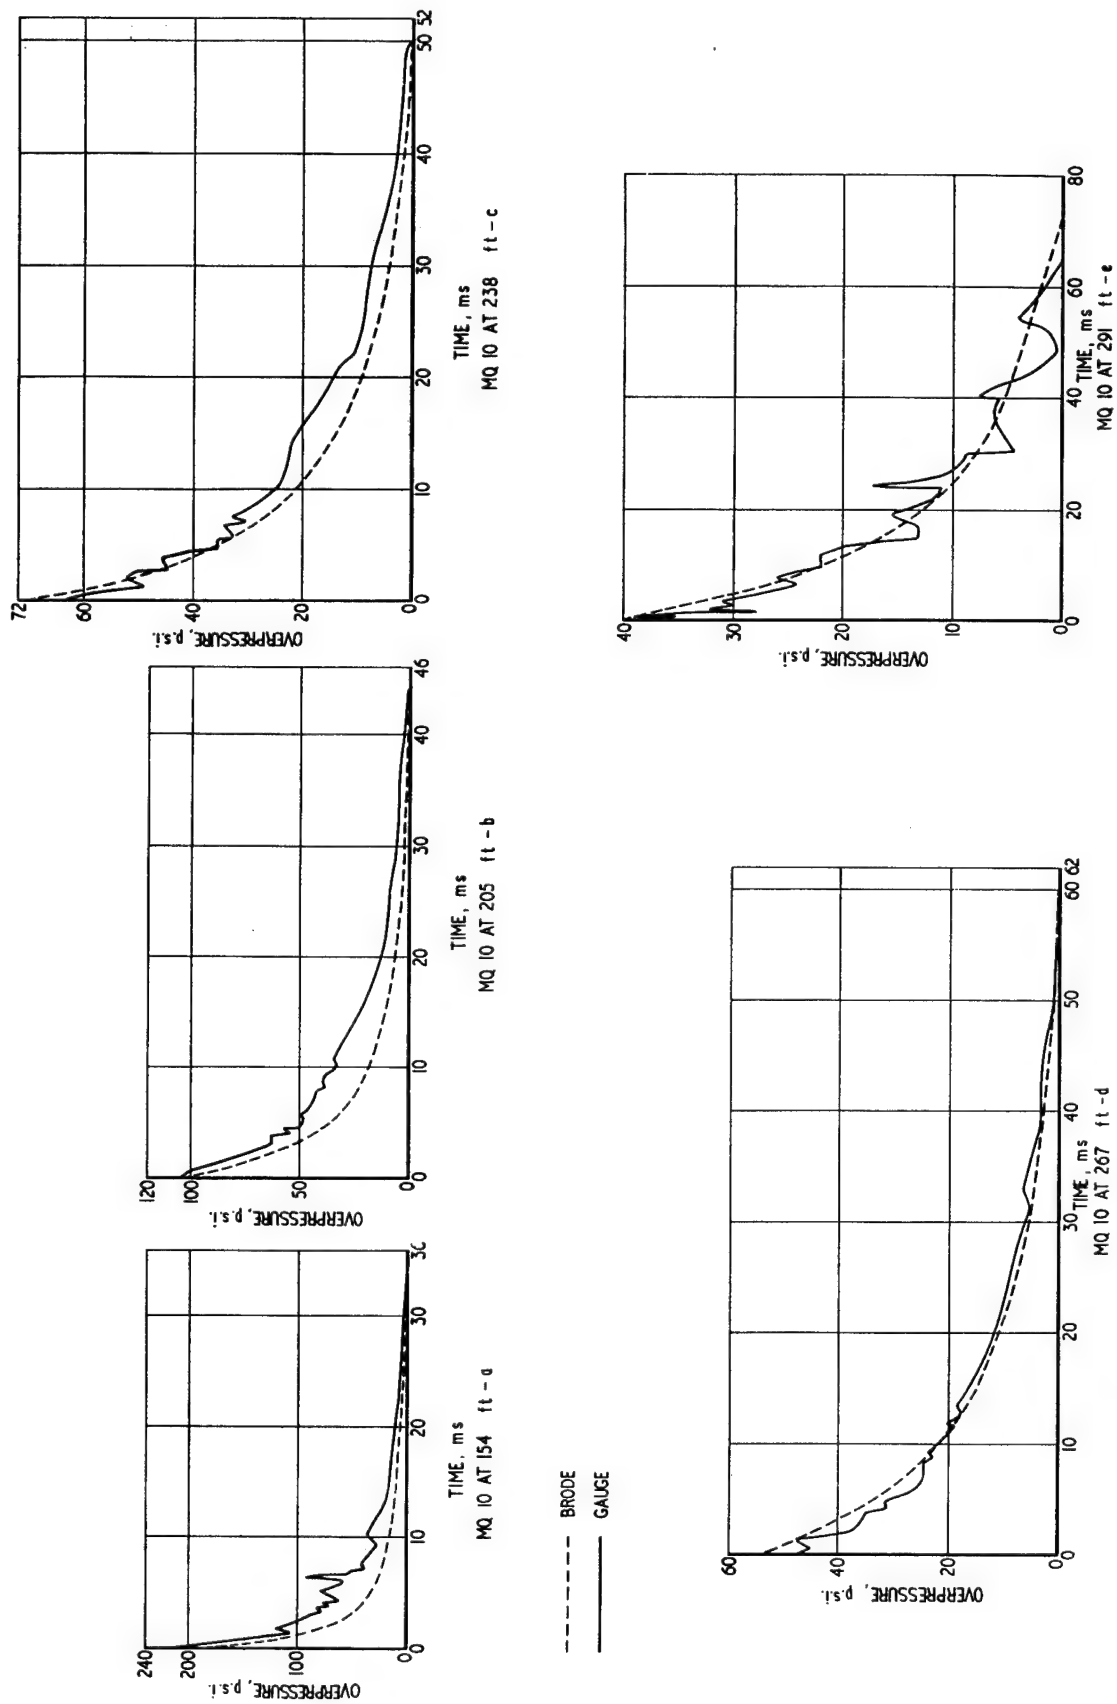 240
200
100
0
OVERPRESSURE, p.s.i.
0
10
20
30
3C
TIME, ms
MQ 10 AT 154 ft-a
120
100
50
0
OVERPRESSURE, p.s.i.
0
10
20
30
40
46
TIME, ms
MQ 10 AT 205 ft-b
72
60
40
20
0
OVERPRESSURE, p.s.i.
0
10
20
30
40
50
52
TIME, ms
MQ 10 AT 238 ft-c
BRODE
GAUGE
60
40
20
0
OVERPRESSURE, p.s.i.
0
10
20
30
40
50
60
62
TIME, ms
MQ 10 AT 267 ft-d
40
30
20
10
0
OVERPRESSURE, p.s.i.
0
20
40
60
80
TIME, ms
MQ 10 AT 291 ft-e